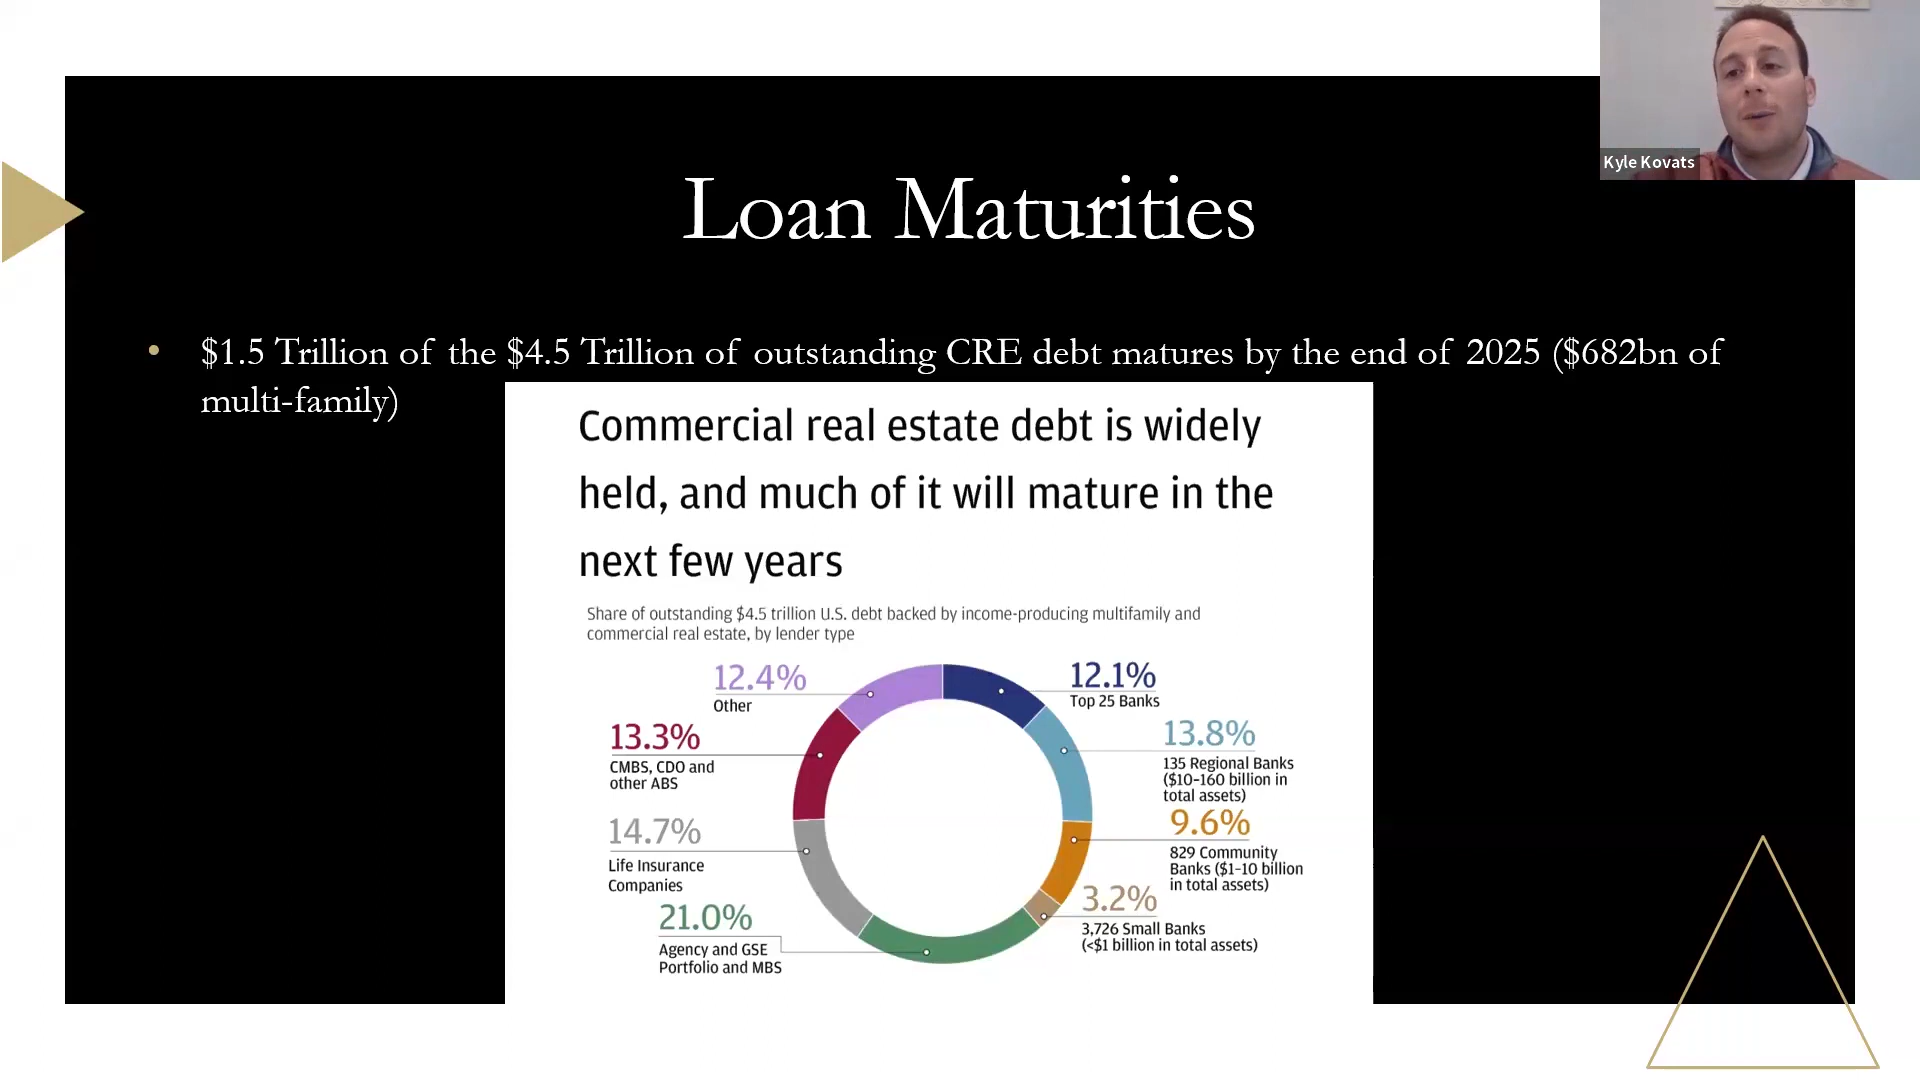 Kyle Kovats
Loan Maturities
• $1.5 Trillion of the $4.5 Trillion of outstanding CRE debt matures by the end of 2025 ($682bn of
multi-family)
Commercial real estate debt is widely
held, and much of it will mature in the
next few years
Share of outstanding $4.5 trillion U.S. debt backed by income-producing multifamily and
commercial real estate, by lender type
12.4%
Other
12.1%
Top 25 Banks
13.3%
CMBS, CDO and
other ABS
13.8%
135 Regional Banks
($10-160 billion in
total assets)
14.7%
Life Insurance
Companies
9.6%
829 Community
Banks ($1-10 billion
in total assets)
21.0%
Agency and GSE
Portfolio and MBS
3.2%
3,726 Small Banks
(<$1 billion in total assets)